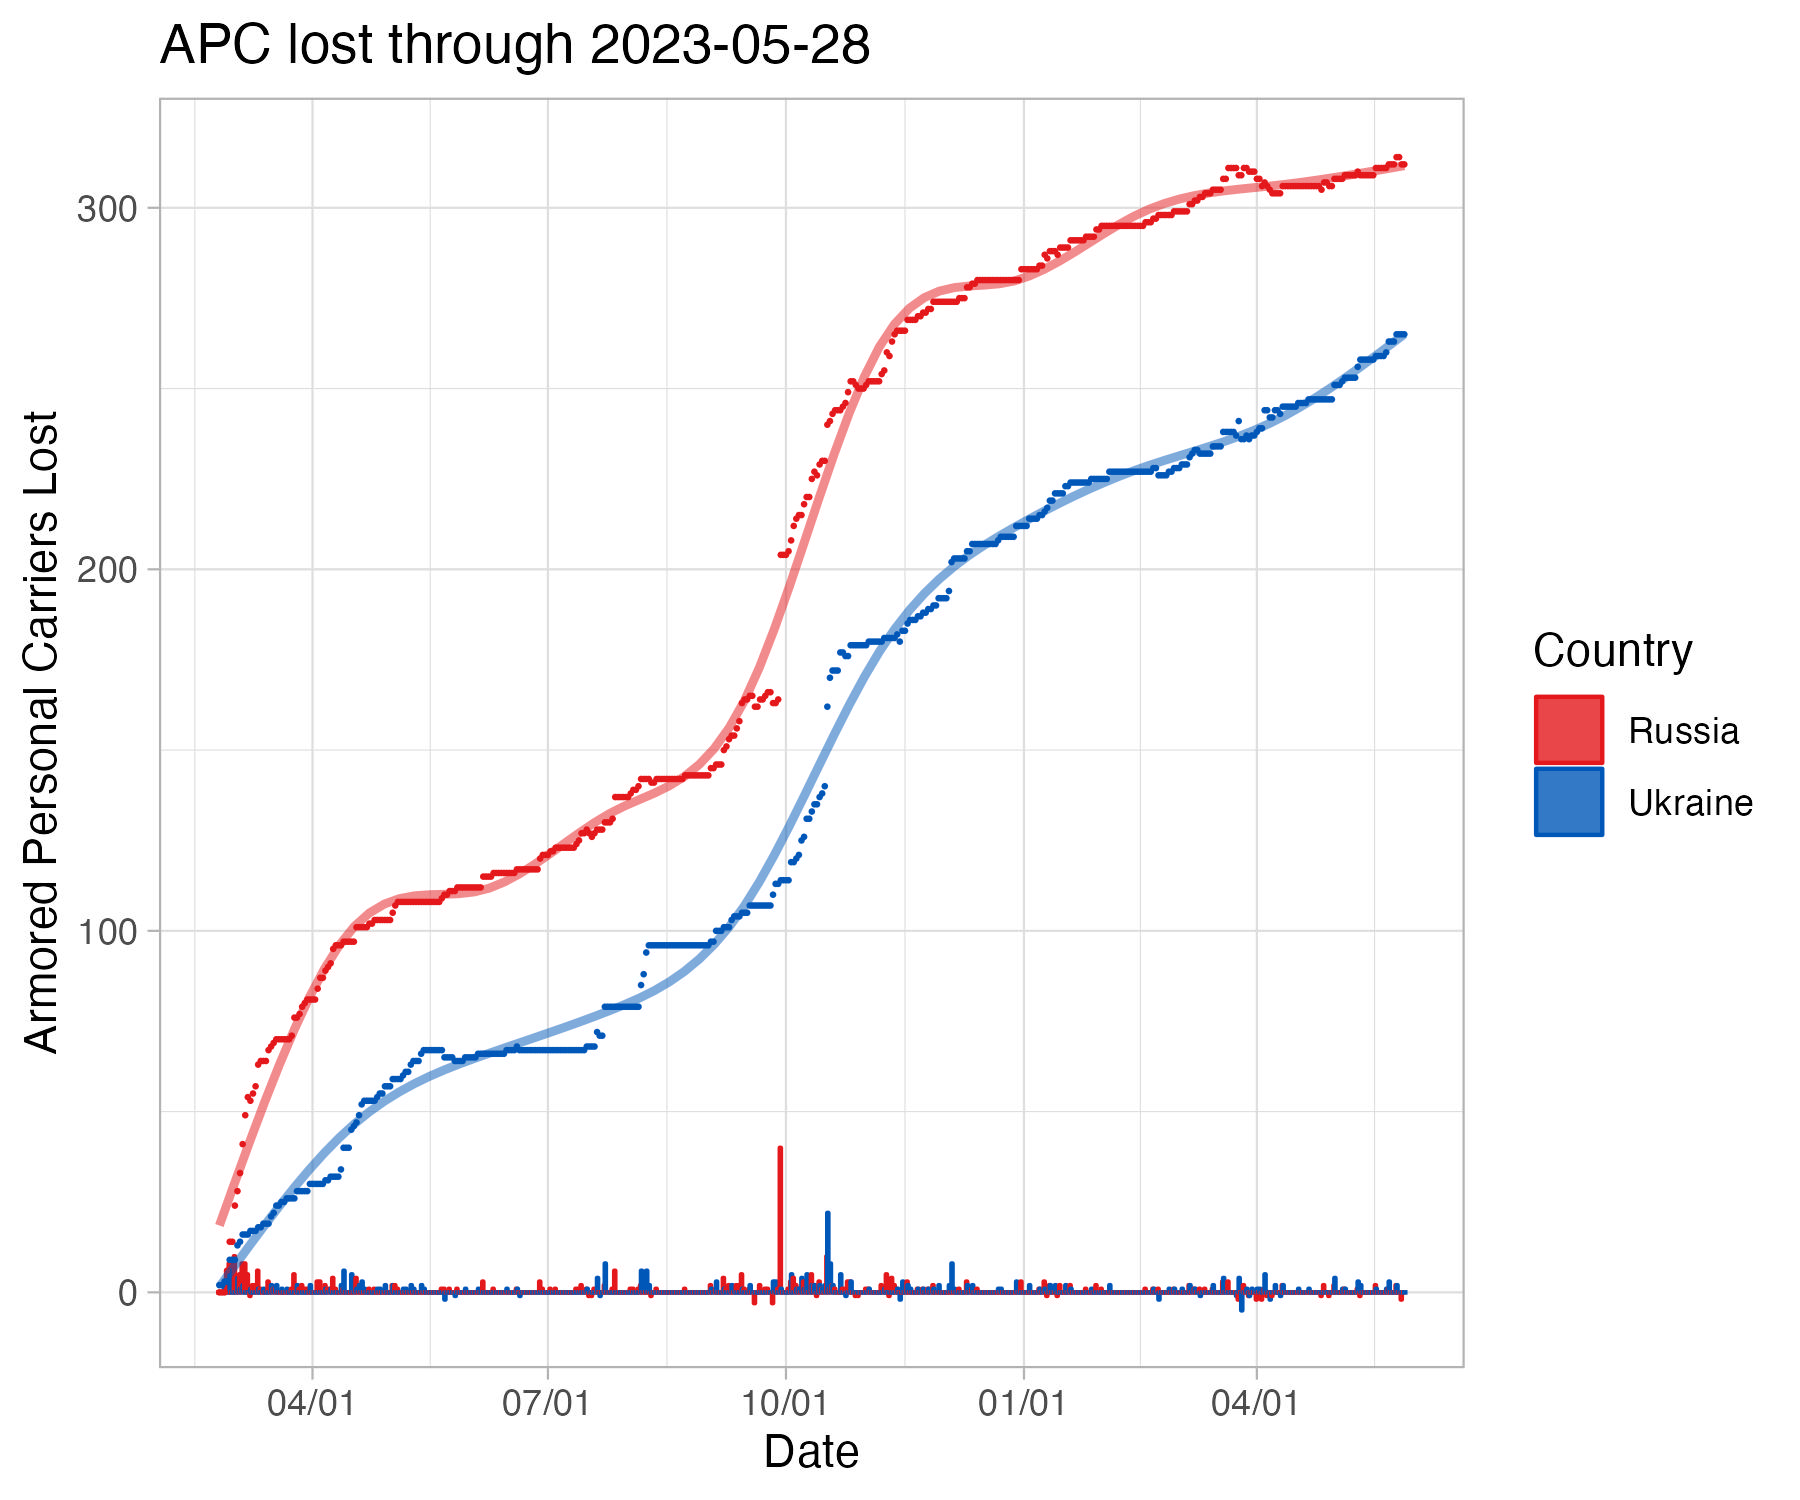 APC lost through 2023-05-28
Armored Personal Carriers Lost
300
200
100
0
04/01
07/01
10/01
01/01
04/01
Date
Country
Russia
Ukraine